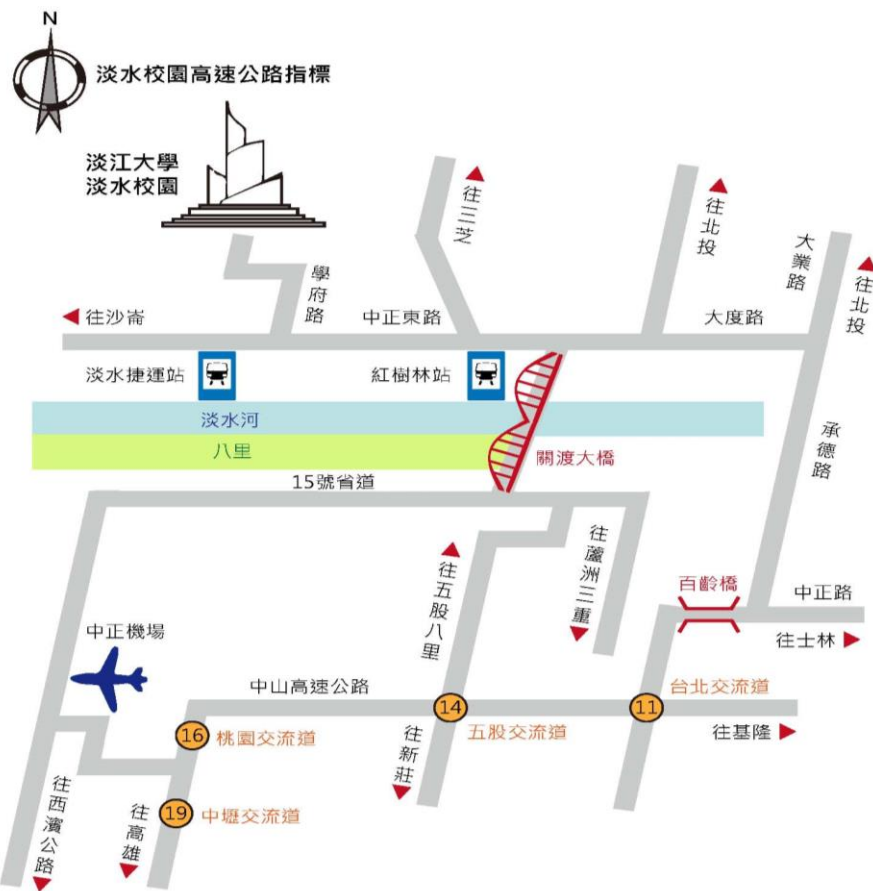 N
淡水校園高速公路指標
淡江大學
淡水校園
往三芝
往北投
大業路
往北投
學府路
往沙崙
中正東路
大度路
淡水捷運站
紅樹林站
淡水河
八里
關渡大橋
承德路
15號省道
往五股八里
往蘆洲三重
百齡橋
中正路
往士林
中正機場
中山高速公路
台北交流道
14
11
16
桃園交流道
五股交流道
往基隆
往新莊
往西濱公路
往高雄
19
中壢交流道